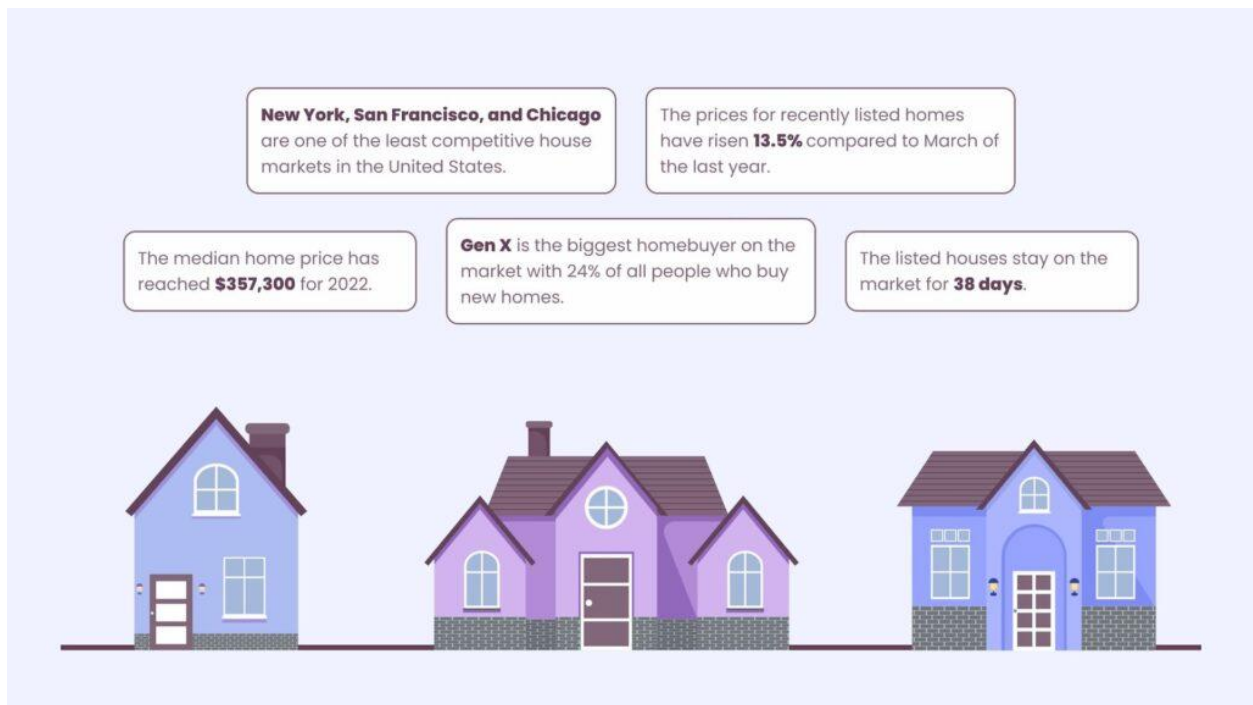 New York, San Francisco, and Chicago
are one of the least competitive house
markets in the United States.
The prices for recently listed homes
have risen 13.5% compared to March of
the last year.
The median home price has
reached $357,300 for 2022.
Gen X is the biggest homebuyer on the
market with 24% of all people who buy
new homes.
The listed houses stay on the
market for 38 days.